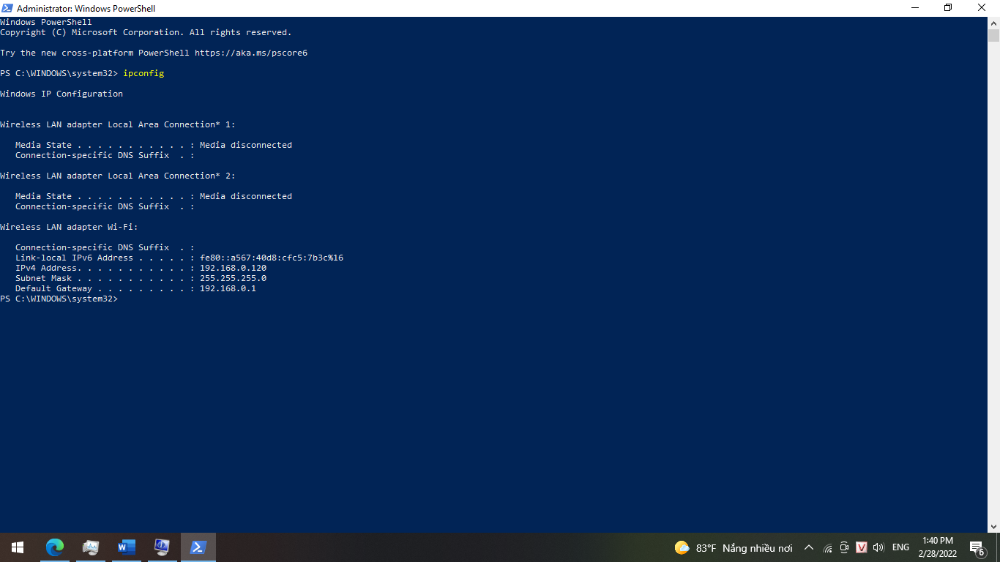 Administrator: Windows PowerShell
Windows PowerShell
Copyright (C) Microsoft Corporation. All rights reserved.
Try the new cross-platform PowerShell https://aka.ms/pscore6
PS C:\WINDOWS\system32> ipconfig
Windows IP Configuration
Wireless LAN adapter Local Area Connection* 1:
Media State . . . . . . . . . . . : Media disconnected
Connection-specific DNS Suffix  . :
Wireless LAN adapter Local Area Connection* 2:
Media State . . . . . . . . . . . : Media disconnected
Connection-specific DNS Suffix  . :
Wireless LAN adapter Wi-Fi:
Connection-specific DNS Suffix  . :
Link-local IPv6 Address . . . . . : fe80::a567:40d8:cfc5:7b3c%16
IPv4 Address. . . . . . . . . . . : 192.168.0.120
Subnet Mask . . . . . . . . . . . : 255.255.255.0
Default Gateway . . . . . . . . . : 192.168.0.1
PS C:\WINDOWS\system32>
83°F Nắng nhiều nơi
V
ENG
1:40 PM
2/28/2022
6